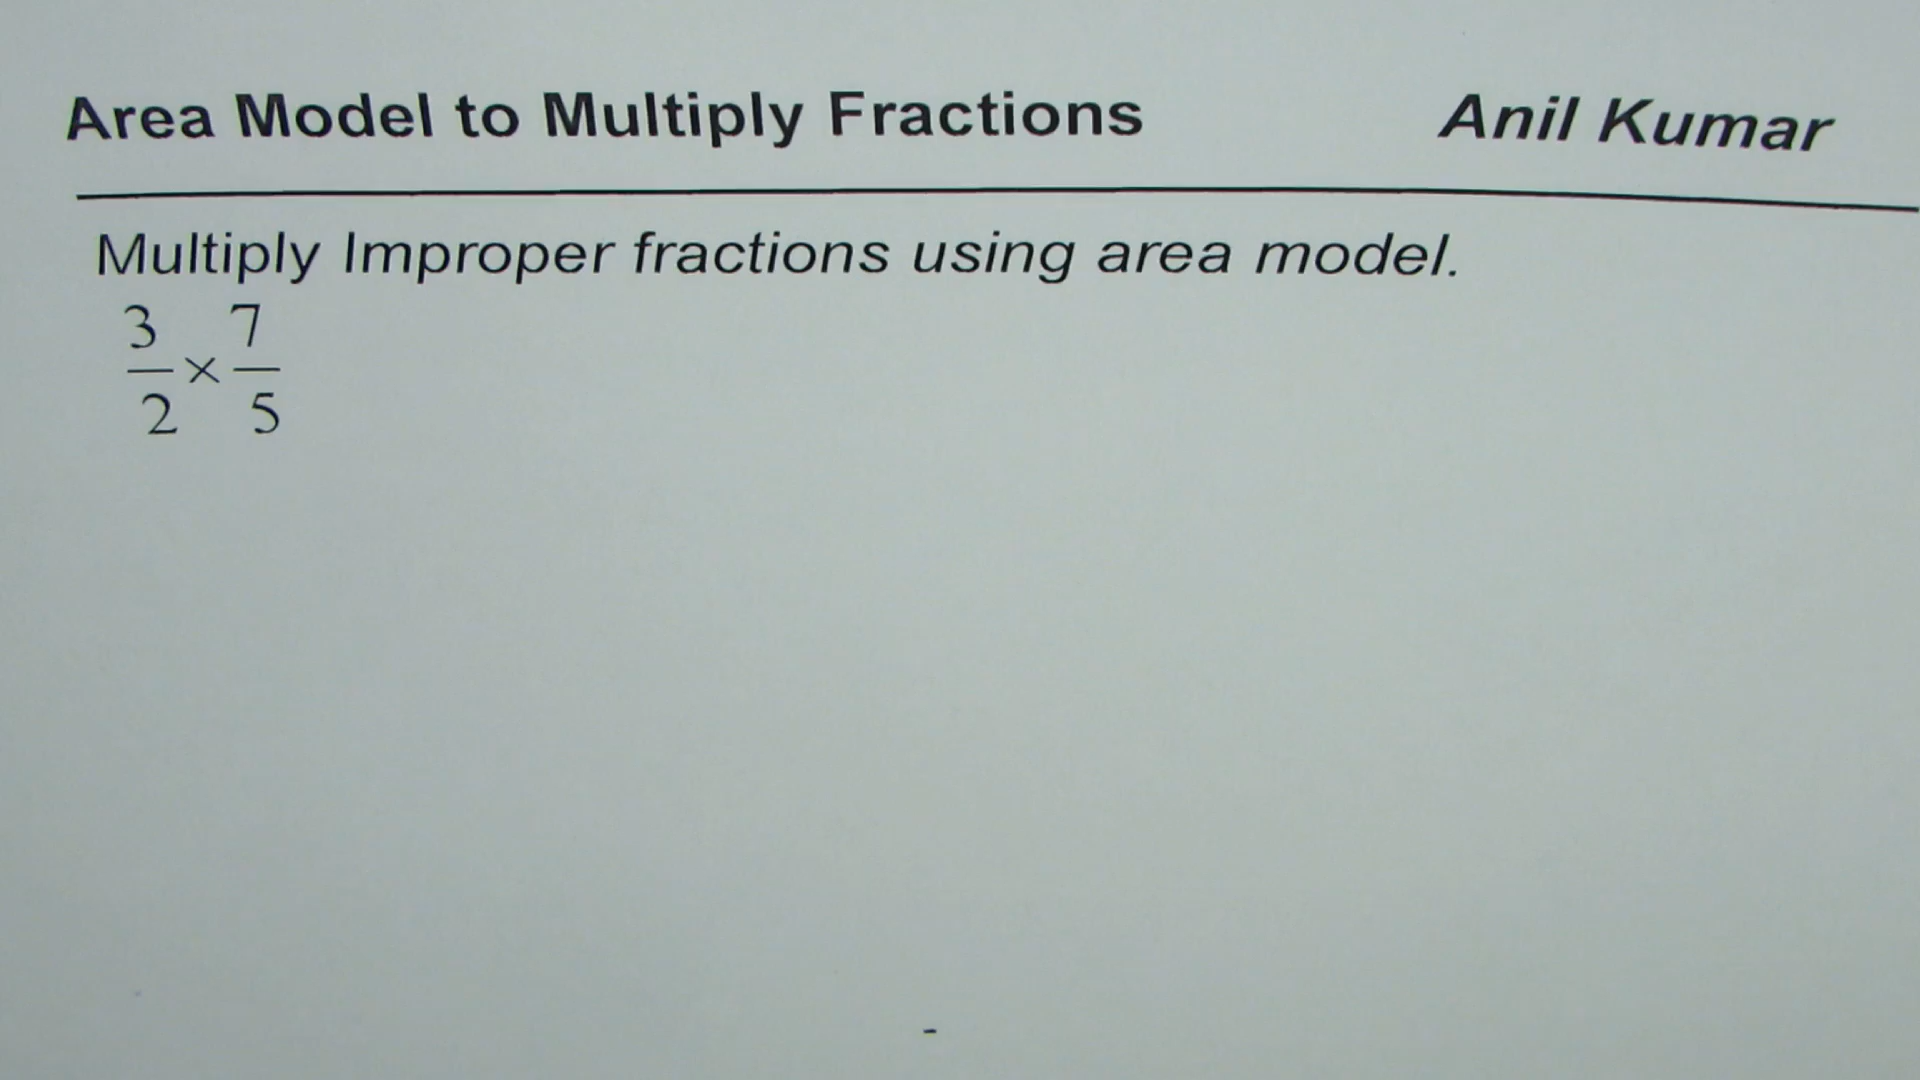 Area Model to Multiply Fractions Anil Kumar
Multiply Improper fractions using area model.
3/2 × 7/5